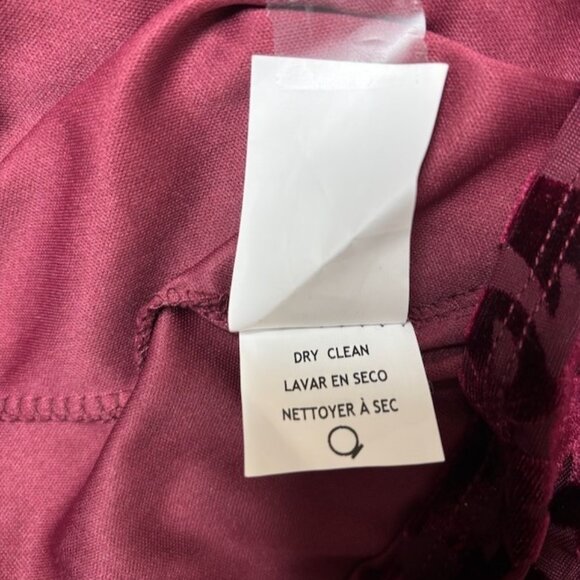 DRY CLEAN
LAVAR EN SECO
NETTOYER À SEC